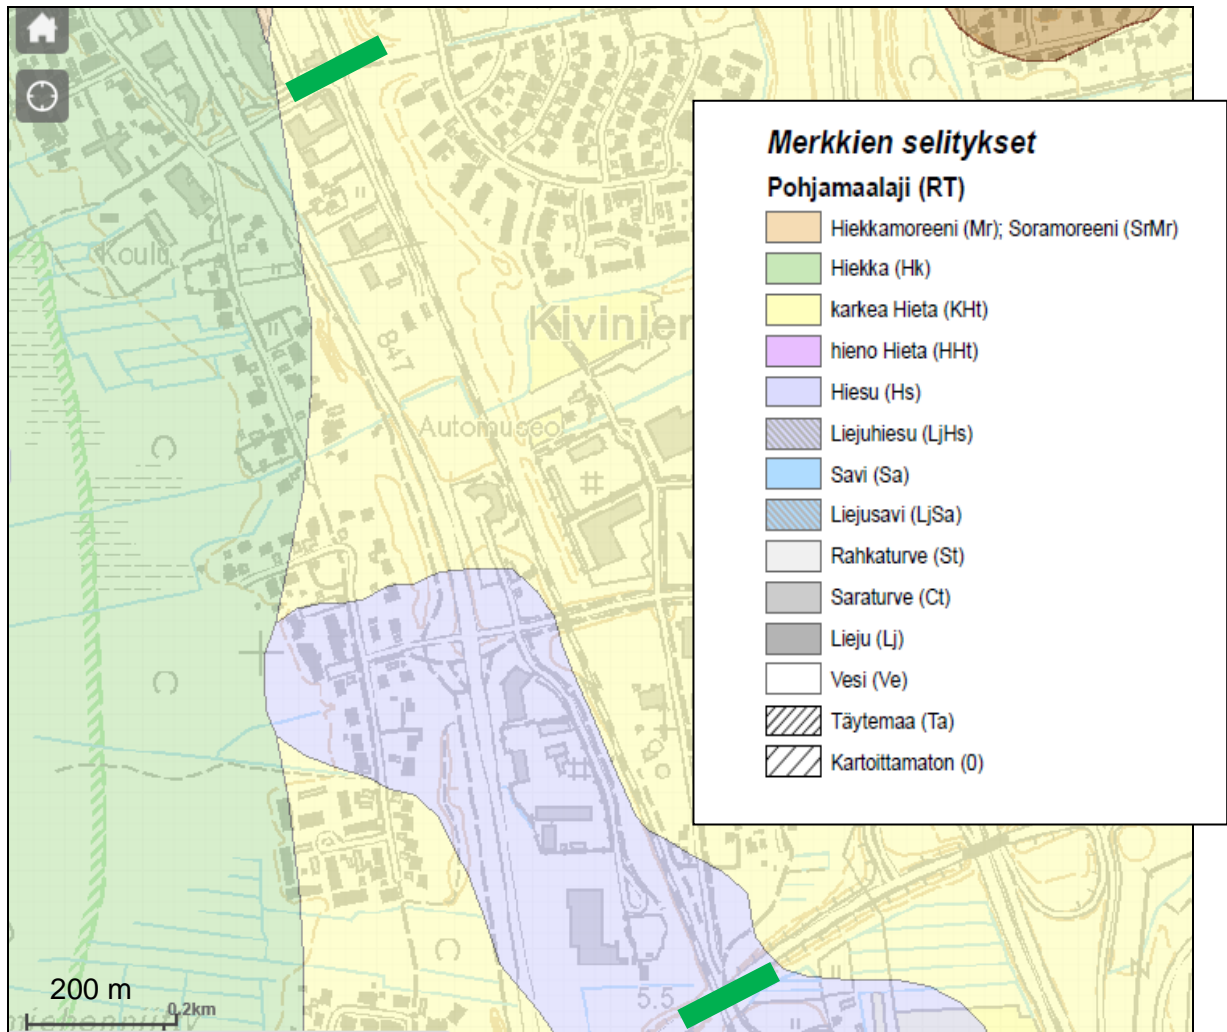 Merkkien selitykset
Pohjamaalaji (RT)
Hiekkamoreeni (Mr); Soramoreeni (SrMr)
Hiekka (Hk)
karkea Hieta (KHt)
hieno Hieta (HHt)
Hiesu (Hs)
Liejuhiesu (LjHs)
Savi (Sa)
Liejusavi (LjSa)
Rahkaturve (St)
Saraturve (Ct)
Lieju (Lj)
Vesi (Ve)
Täytemaa (Ta)
Kartoittamaton (0)
Koulu
Kivinier
847
Automuseo
5.5
200 m
0.2km